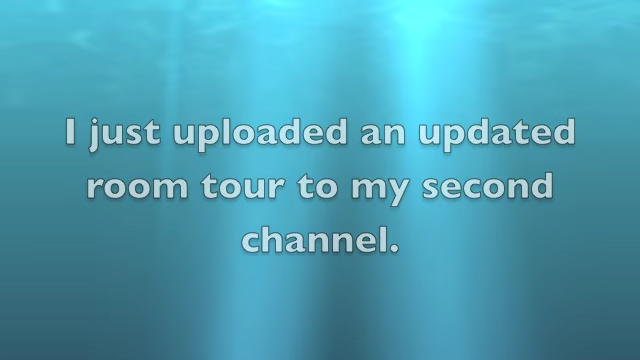 I just uploaded an updated
room tour to my second
channel.